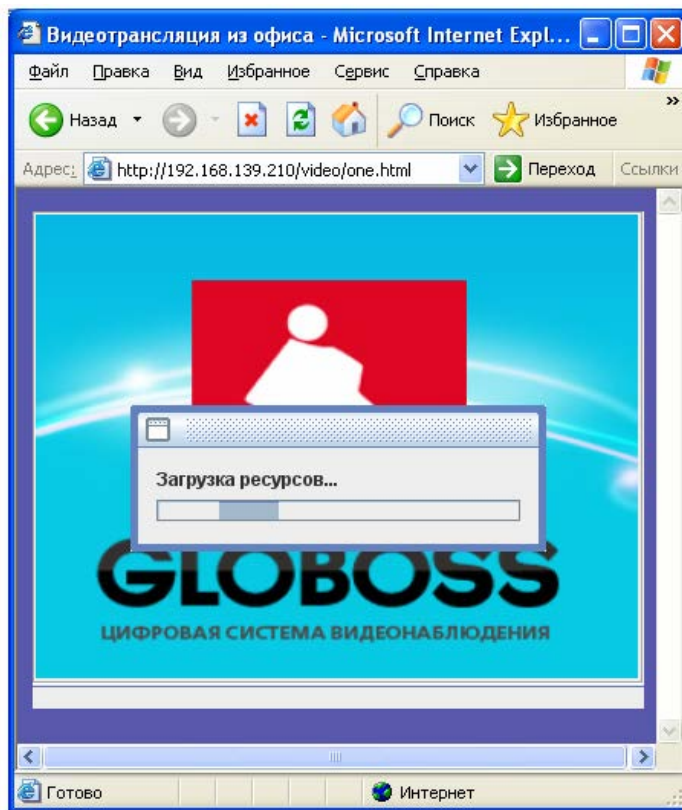 Видеотрансляция из офиса - Microsoft Internet Expl...
Файл Правка Вид Избранное Сервис Справка
Назад Поиск Избранное »
Адрес: http://192.168.139.210/video/one.html Переход Ссылки
Загрузка ресурсов...
GLOBOSS
ЦИФРОВАЯ СИСТЕМА ВИДЕОНАБЛЮДЕНИЯ
Готово Интернет